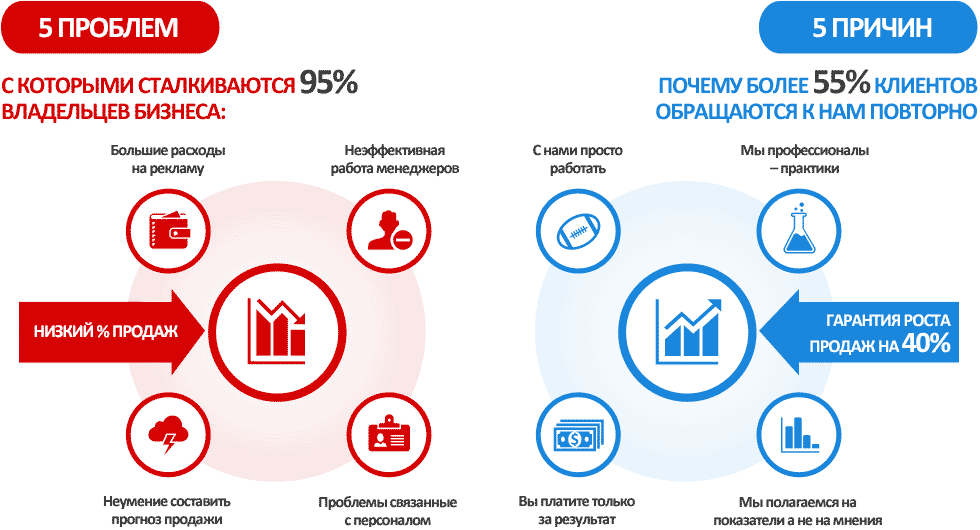 5 ПРОБЛЕМ
С КОТОРЫМИ СТАЛКИВАЮТСЯ 95%
ВЛАДЕЛЬЦЕВ БИЗНЕСА:
Большие расходы
на рекламу
Неэффективная
работа менеджеров
НИЗКИЙ % ПРОДАЖ
Неумение составить
прогноз продажи
Проблемы связанные
с персоналом
5 ПРИЧИН
ПОЧЕМУ БОЛЕЕ 55% КЛИЕНТОВ
ОБРАЩАЮТСЯ К НАМ ПОВТОРНО
С нами просто
работать
Мы профессионалы
– практики
ГАРАНТИЯ РОСТА
ПРОДАЖ НА 40%
Вы платите только
за результат
Мы полагаемся на
показатели а не на мнения